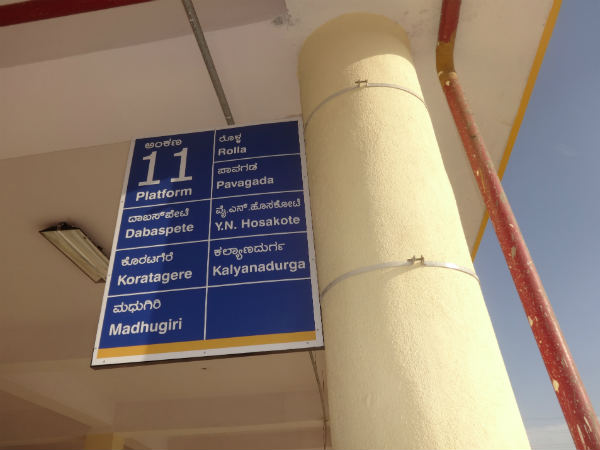 ಅಂಕಣ
11
Platform
ದಾಬಸ್‌ಪೇಟೆ
Dabaspete
ಕೊರಟಗೆರೆ
Koratagere
ಮಧುಗಿರಿ
Madhugiri
ರೊಳ್ಳ
Rolla
ಪಾವಗಡ
Pavagada
ವೈ.ಎನ್.ಹೊಸಕೋಟೆ
Y.N. Hosakote
ಕಲ್ಯಾಣದುರ್ಗ
Kalyanadurga